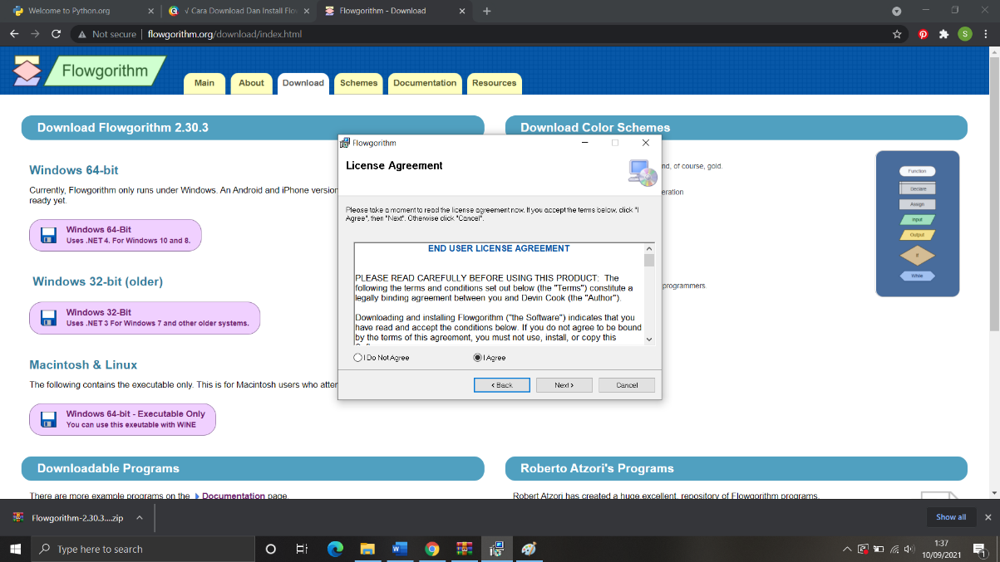 Welcome to Python.org
√ Cara Download Dan Install Flow
Flowgorithm - Download
Not secure
flowgorithm.org/download/index.html
S
Flowgorithm
Main
About
Download
Schemes
Documentation
Resources
Download Flowgorithm 2.30.3
Download Color Schemes
Windows 64-bit
Currently, Flowgorithm only runs under Windows. An Android and iPhone version
ready yet.
Windows 64-Bit
Uses .NET 4. For Windows 10 and 8.
Windows 32-bit (older)
Windows 32-Bit
Uses .NET 3 For Windows 7 and other older systems.
Macintosh & Linux
The following contains the executable only. This is for Macintosh users who atter
Windows 64-bit - Executable Only
You can use this exeutable with WINE
Downloadable Programs
There are more example programs on the Documentation page.
nd, of course, gold.
eration
programmers.
Function
Declare
Assign
Input
Output
If
While
Roberto Atzori's Programs
Robert Atzori has created a huge excellent, repository of Flowgorithm programs.
Flowgorithm
License Agreement
Please take a moment to read the license agreement now. If you accept the terms below, click "I
Agree", then "Next". Otherwise click "Cancel".
END USER LICENSE AGREEMENT
PLEASE READ CAREFULLY BEFORE USING THIS PRODUCT: The
following the terms and conditions set out below (the "Terms") constitute a
legally binding agreement between you and Devin Cook (the "Author").
Downloading and installing Flowgorithm ("the Software") indicates that you
have read and accept the conditions below. If you do not agree to be bound
by the terms of this agreement, you must not use, install, or copy this
I Do Not Agree
I Agree
< Back
Next >
Cancel
Flowgorithm-2.30.3....zip
Show all
Type here to search
1:37
10/09/2021
1